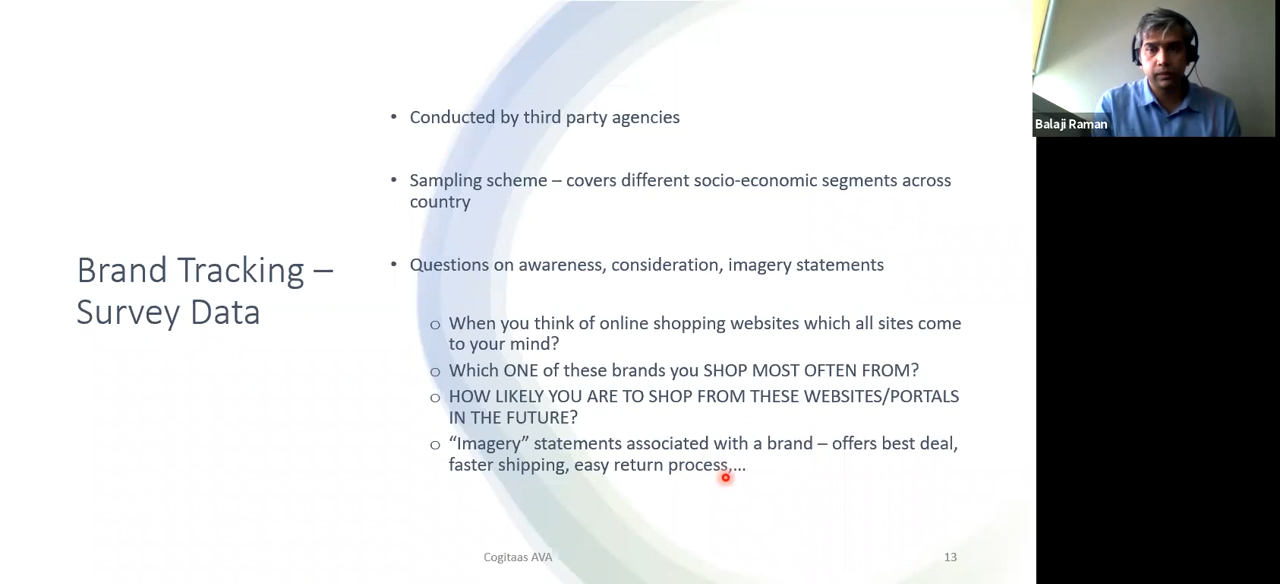 Brand Tracking –
Survey Data
• Conducted by third party agencies
• Sampling scheme – covers different socio-economic segments across
country
• Questions on awareness, consideration, imagery statements
o When you think of online shopping websites which all sites come
to your mind?
o Which ONE of these brands you SHOP MOST OFTEN FROM?
o HOW LIKELY YOU ARE TO SHOP FROM THESE WEBSITES/PORTALS
IN THE FUTURE?
o “Imagery” statements associated with a brand – offers best deal,
faster shipping, easy return process,...
Cogitaas AVA
13
Balaji Raman